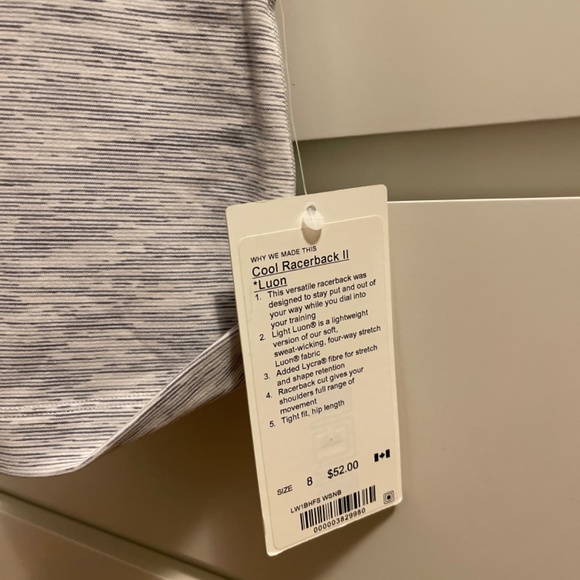 WHY WE MADE THIS
Cool Racerback II
*Luon
1. This versatile racerback was
designed to stay put and out of
your way while you dial into
your training
2. Light Luon® is a lightweight
version of our soft,
sweat-wicking, four-way stretch
Luon® fabric
3. Added Lycra® fibre for stretch
and shape retention
4. Racerback cut gives your
shoulders full range of
movement
5. Tight fit, hip length
SIZE 8 $52.00
LW1BHFS WSNB
000003829980